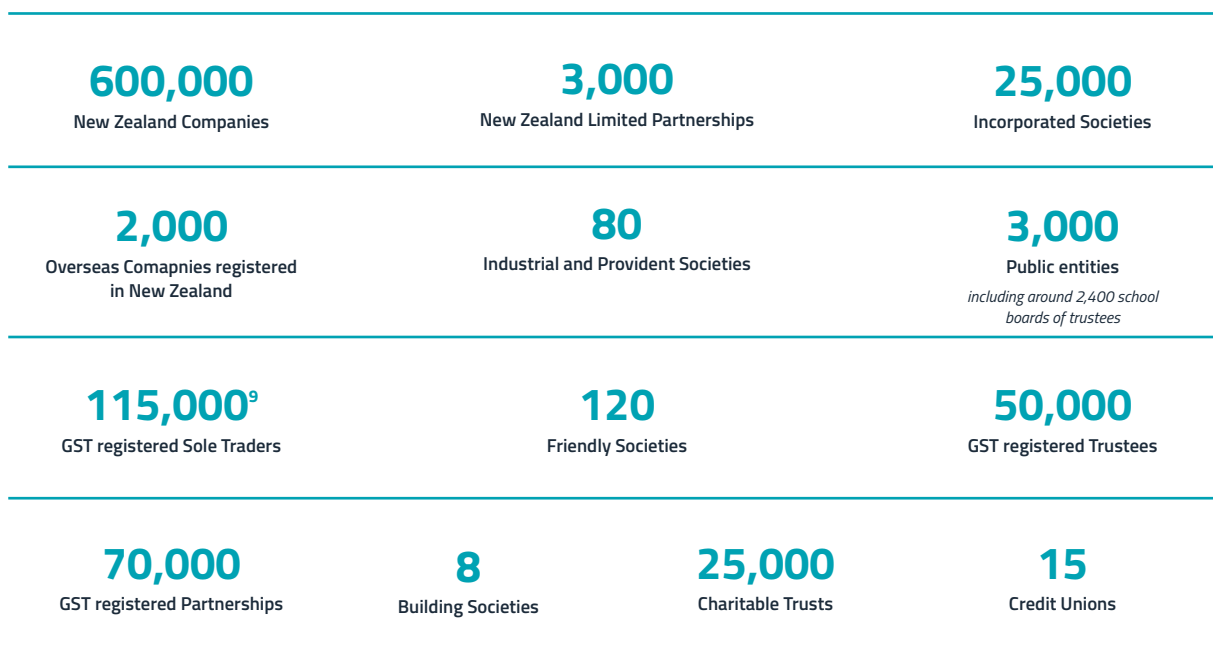 600,000
New Zealand Companies
3,000
New Zealand Limited Partnerships
25,000
Incorporated Societies
2,000
Overseas Comapnies registered
in New Zealand
80
Industrial and Provident Societies
3,000
Public entities
including around 2,400 school
boards of trustees
115,000⁹
GST registered Sole Traders
120
Friendly Societies
50,000
GST registered Trustees
70,000
GST registered Partnerships
8
Building Societies
25,000
Charitable Trusts
15
Credit Unions